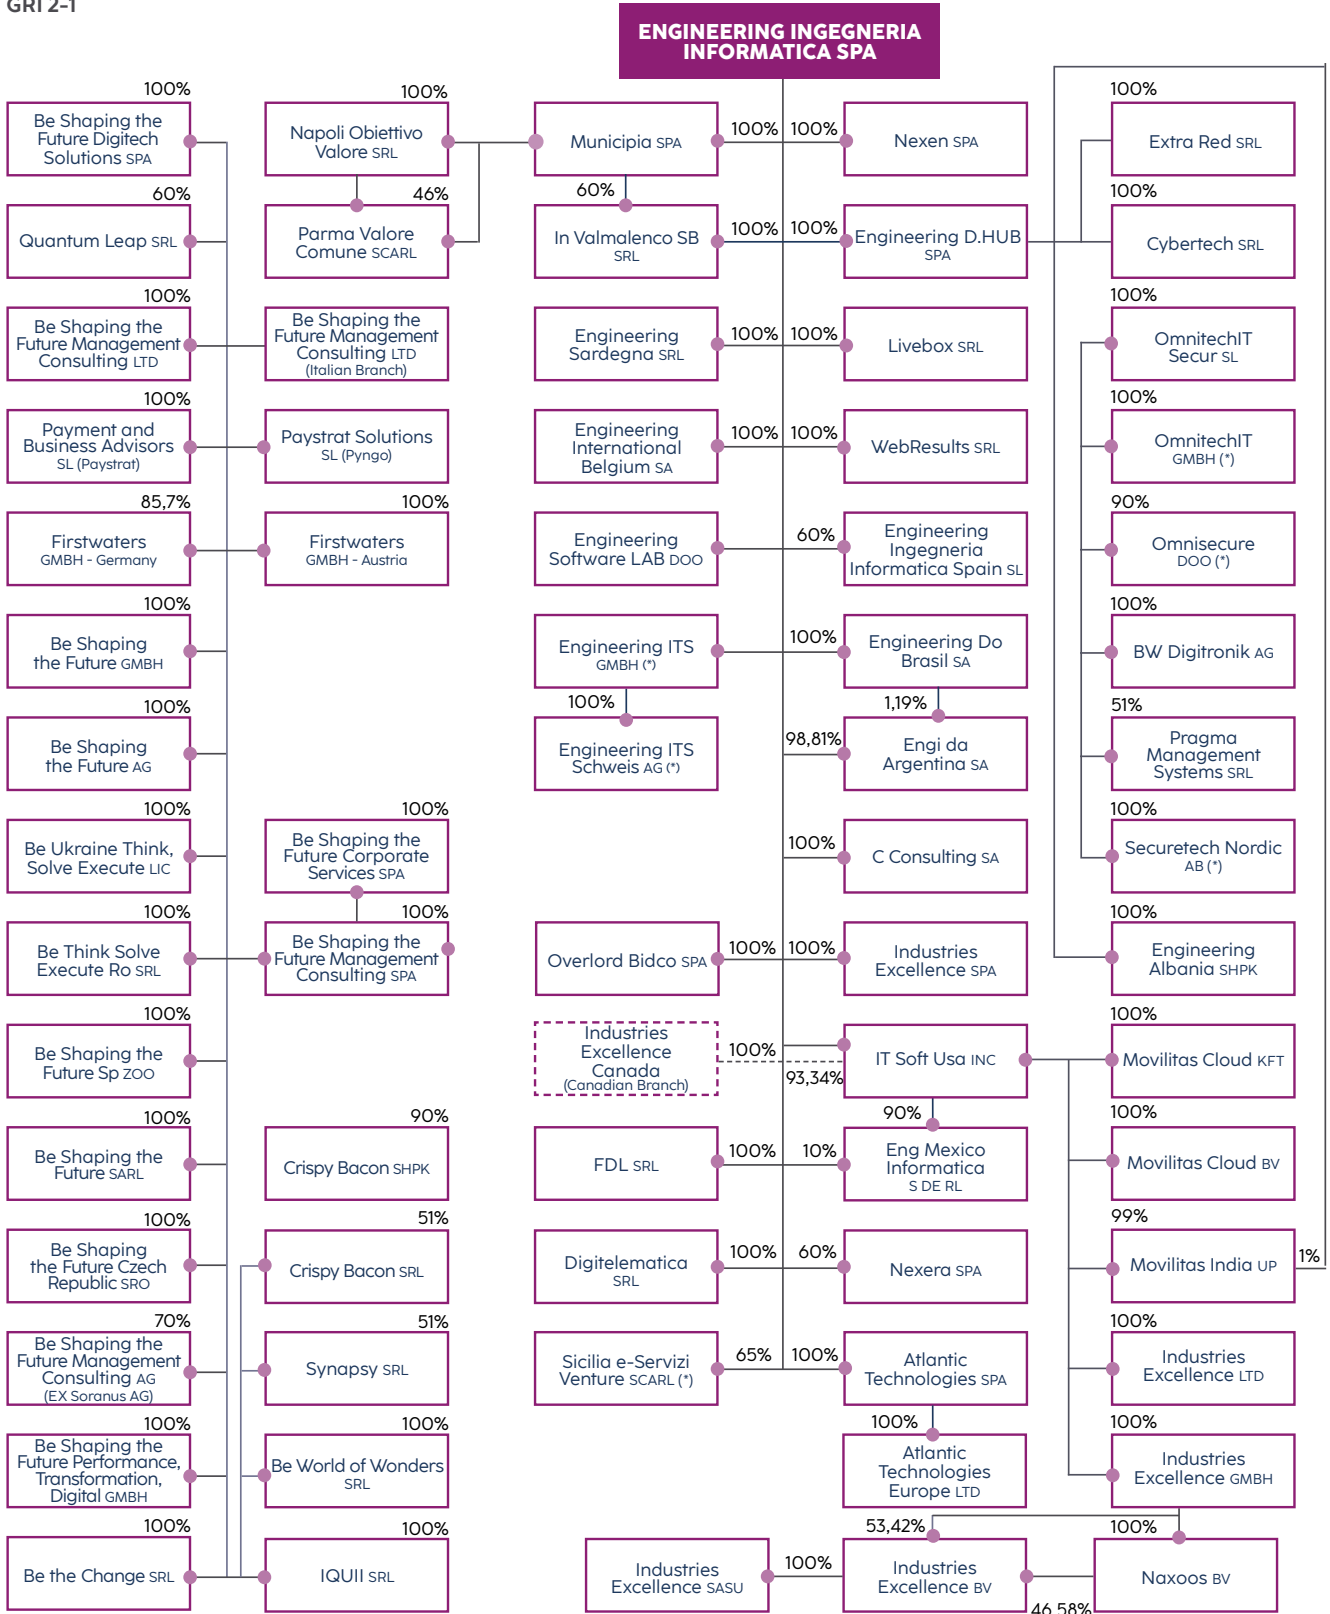 GRI 2-1
ENGINEERING INGEGNERIA
INFORMATICA SPA
100%
Be Shaping the
Future Digitech
Solutions SPA
60%
Quantum Leap SRL
100%
Be Shaping the
Future Management
Consulting LTD
100%
Payment and
Business Advisors
SL (Paystrat)
85,7%
Firstwaters
GMBH - Germany
100%
Be Shaping
the Future GMBH
100%
Be Shaping
the Future AG
100%
Be Ukraine Think,
Solve Execute LIC
100%
Be Think Solve
Execute Ro SRL
100%
Be Shaping the
Future Sp ZOO
100%
Be Shaping the
Future SARL
100%
Be Shaping
the Future Czech
Republic SRO
70%
Be Shaping the
Future Management
Consulting AG
(EX Soranus AG)
100%
Be Shaping the
Future Performance,
Transformation,
Digital GMBH
100%
Be the Change SRL
100%
Napoli Obiettivo
Valore SRL
46%
Parma Valore
Comune SCARL
Be Shaping the
Future Management
Consulting LTD
(Italian Branch)
Paystrat Solutions
SL (Pyngo)
100%
Firstwaters
GMBH - Austria
100%
Be Shaping the
Future Corporate
Services SPA
100%
Be Shaping the
Future Management
Consulting SPA
90%
Crispy Bacon SHPK
51%
Crispy Bacon SRL
51%
Synapsy SRL
100%
Be World of Wonders
SRL
100%
IQUII SRL
Municipia SPA
100%
100%
Nexen SPA
60%
In Valmalenco SB
SRL
100%
100%
Engineering D.HUB
SPA
Engineering
Sardegna SRL
100%
100%
Livebox SRL
Engineering
International
Belgium SA
100%
100%
WebResults SRL
Engineering
Software LAB DOO
60%
Engineering
Ingegneria
Informatica Spain SL
Engineering ITS
GMBH (*)
100%
Engineering Do
Brasil SA
100%
Engineering ITS
Schweis AG (*)
1,19%
98,81%
Engi da
Argentina SA
100%
C Consulting SA
Overlord Bidco SPA
100%
100%
Industries
Excellence SPA
Industries
Excellence
Canada
(Canadian Branch)
100%
93,34%
IT Soft Usa INC
90%
FDL SRL
100%
10%
Eng Mexico
Informatica
S DE RL
Digitelematica
SRL
100%
60%
Nexera SPA
Sicilia e-Servizi
Venture SCARL (*)
65%
100%
Atlantic
Technologies SPA
100%
Atlantic
Technologies
Europe LTD
53,42%
Industries
Excellence SASU
100%
Industries
Excellence BV
46,58%
100%
Naxoos BV
100%
Extra Red SRL
100%
Cybertech SRL
100%
OmnitechIT
Secur SL
100%
OmnitechIT
GMBH (*)
90%
Omnisecure
DOO (*)
100%
BW Digitronik AG
51%
Pragma
Management
Systems SRL
100%
Securetech Nordic
AB (*)
100%
Engineering
Albania SHPK
100%
Movilitas Cloud KFT
100%
Movilitas Cloud BV
99%
Movilitas India UP
1%
100%
Industries
Excellence LTD
100%
Industries
Excellence GMBH